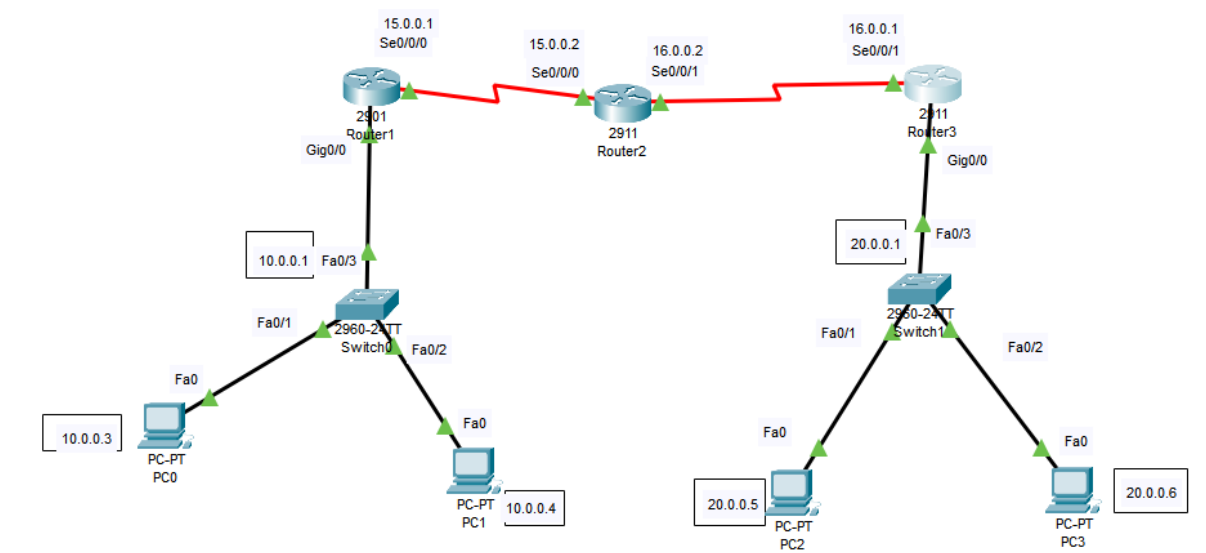 15.0.0.1
Se0/0/0
15.0.0.2
Se0/0/0
16.0.0.2
Se0/0/1
16.0.0.1
Se0/0/1
2901
Router1
2911
Router2
2911
Router3
Gig0/0
Gig0/0
10.0.0.1
Fa0/3
20.0.0.1
Fa0/3
Fa0/1
2960-24TT
Switch0
Fa0/2
Fa0/1
2960-24TT
Switch1
Fa0/2
Fa0
10.0.0.3
PC-PT
PC0
Fa0
PC-PT
PC1
10.0.0.4
Fa0
20.0.0.5
PC-PT
PC2
Fa0
20.0.0.6
PC-PT
PC3